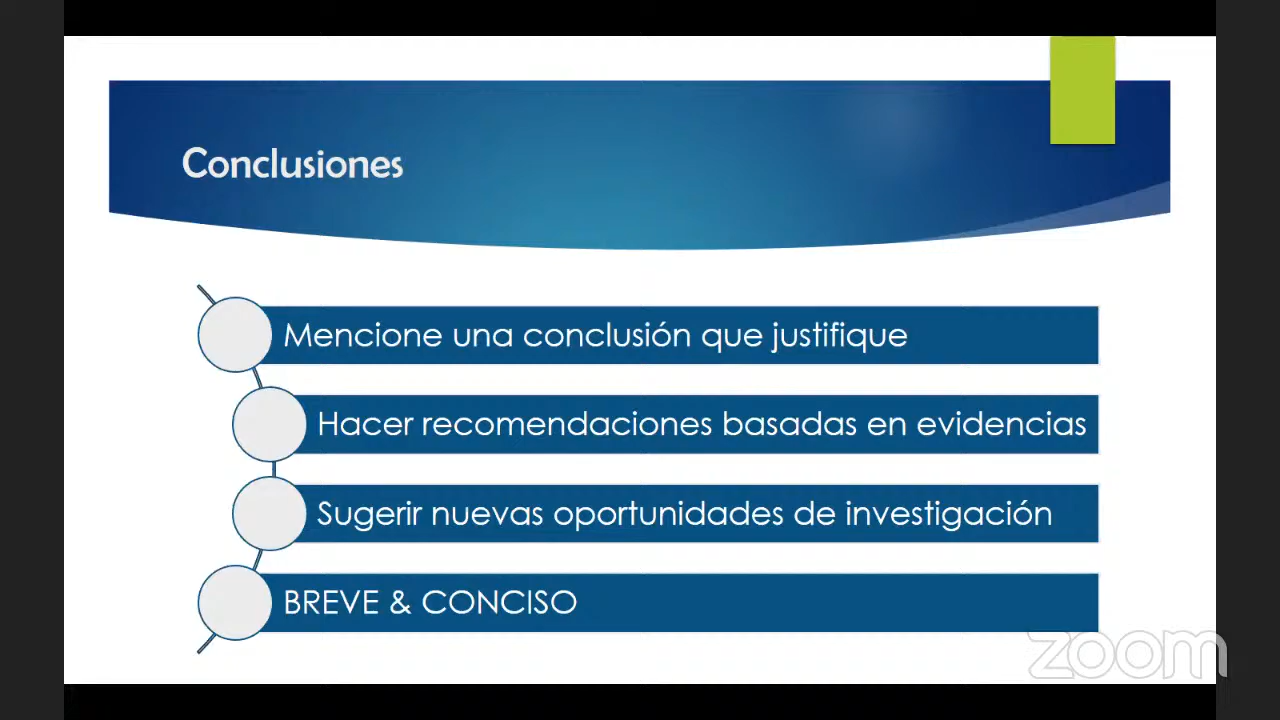 Conclusiones
Mencione una conclusión que justifique
Hacer recomendaciones basadas en evidencias
Sugerir nuevas oportunidades de investigación
BREVE & CONCISO
zoom